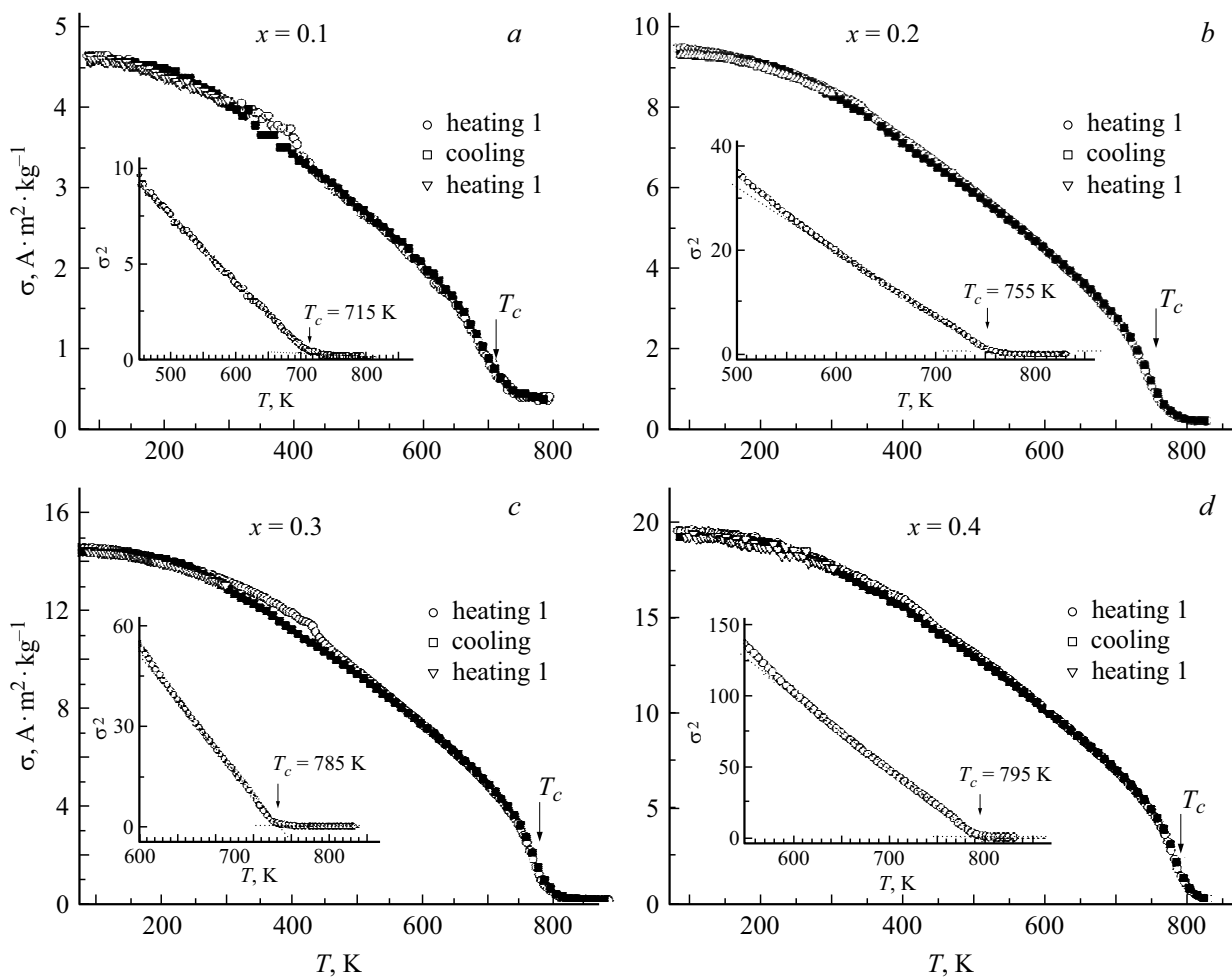 a
x = 0.1
σ, A · m² · kg⁻¹
5
4
3
2
1
0
200 400 600 800
heating 1
cooling
heating 1
σ²
10
5
0
500 600 700 800
T, K
T_c = 715 K
T_c
b
x = 0.2
10
8
6
4
2
0
200 400 600 800
heating 1
cooling
heating 1
σ²
40
20
0
500 600 700 800
T, K
T_c = 755 K
T_c
c
x = 0.3
σ, A · m² · kg⁻¹
16
12
8
4
0
200 400 600 800
T, K
heating 1
cooling
heating 1
σ²
60
30
0
600 700 800
T, K
T_c = 785 K
T_c
d
x = 0.4
20
15
10
5
0
200 400 600 800
T, K
heating 1
cooling
heating 1
σ²
150
100
50
0
600 700 800
T, K
T_c = 795 K
T_c